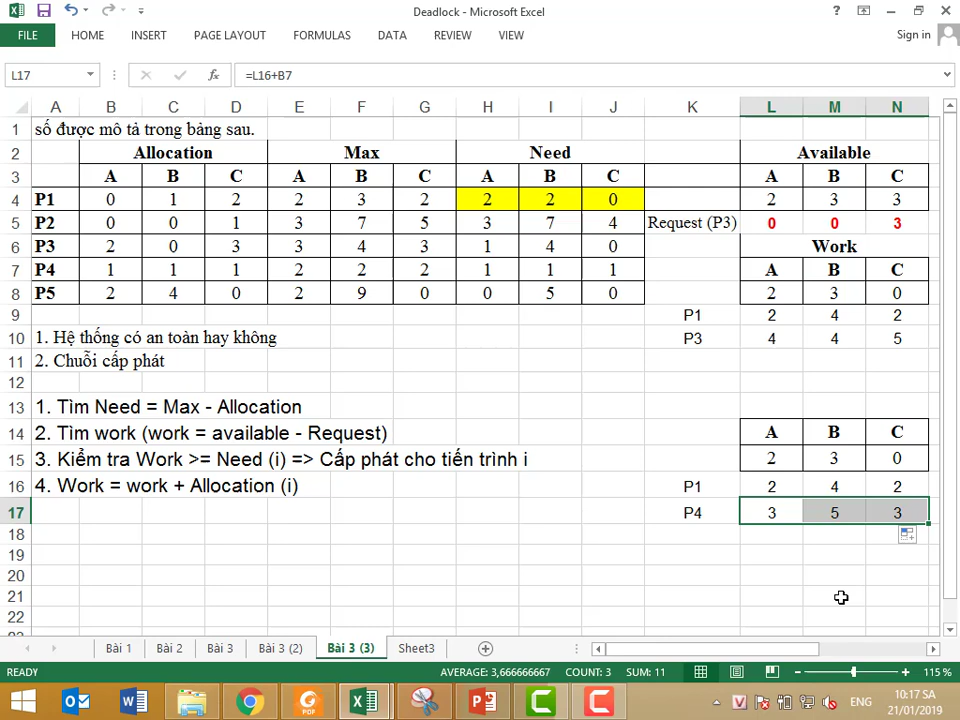 Deadlock - Microsoft Excel
FILE HOME INSERT PAGE LAYOUT FORMULAS DATA REVIEW VIEW Sign in
L17 =L16+B7
A B C D E F G H I J K L M N
1 số được mô tả trong bảng sau.
2 Allocation Max Need Available
3 A B C A B C A B C A B C
4 P1 0 1 2 2 3 2 2 2 0 2 3 3
5 P2 0 0 1 3 7 5 3 7 4 Request (P3) 0 0 3
6 P3 2 0 3 3 4 3 1 4 0 Work
7 P4 1 1 1 2 2 2 1 1 1 A B C
8 P5 2 4 0 2 9 0 0 5 0 2 3 0
9 P1 2 4 2
10 1. Hệ thống có an toàn hay không P3 4 4 5
11 2. Chuỗi cấp phát
12
13 1. Tìm Need = Max - Allocation
14 2. Tìm work (work = available - Request) A B C
15 3. Kiểm tra Work >= Need (i) => Cấp phát cho tiến trình i 2 3 0
16 4. Work = work + Allocation (i) P1 2 4 2
17 P4 3 5 3
18
19
20
21
22
Bài 1 Bài 2 Bài 3 Bài 3 (2) Bài 3 (3) Sheet3
READY AVERAGE: 3,666666667 COUNT: 3 SUM: 11 115 %
ENG 10:17 SA
21/01/2019